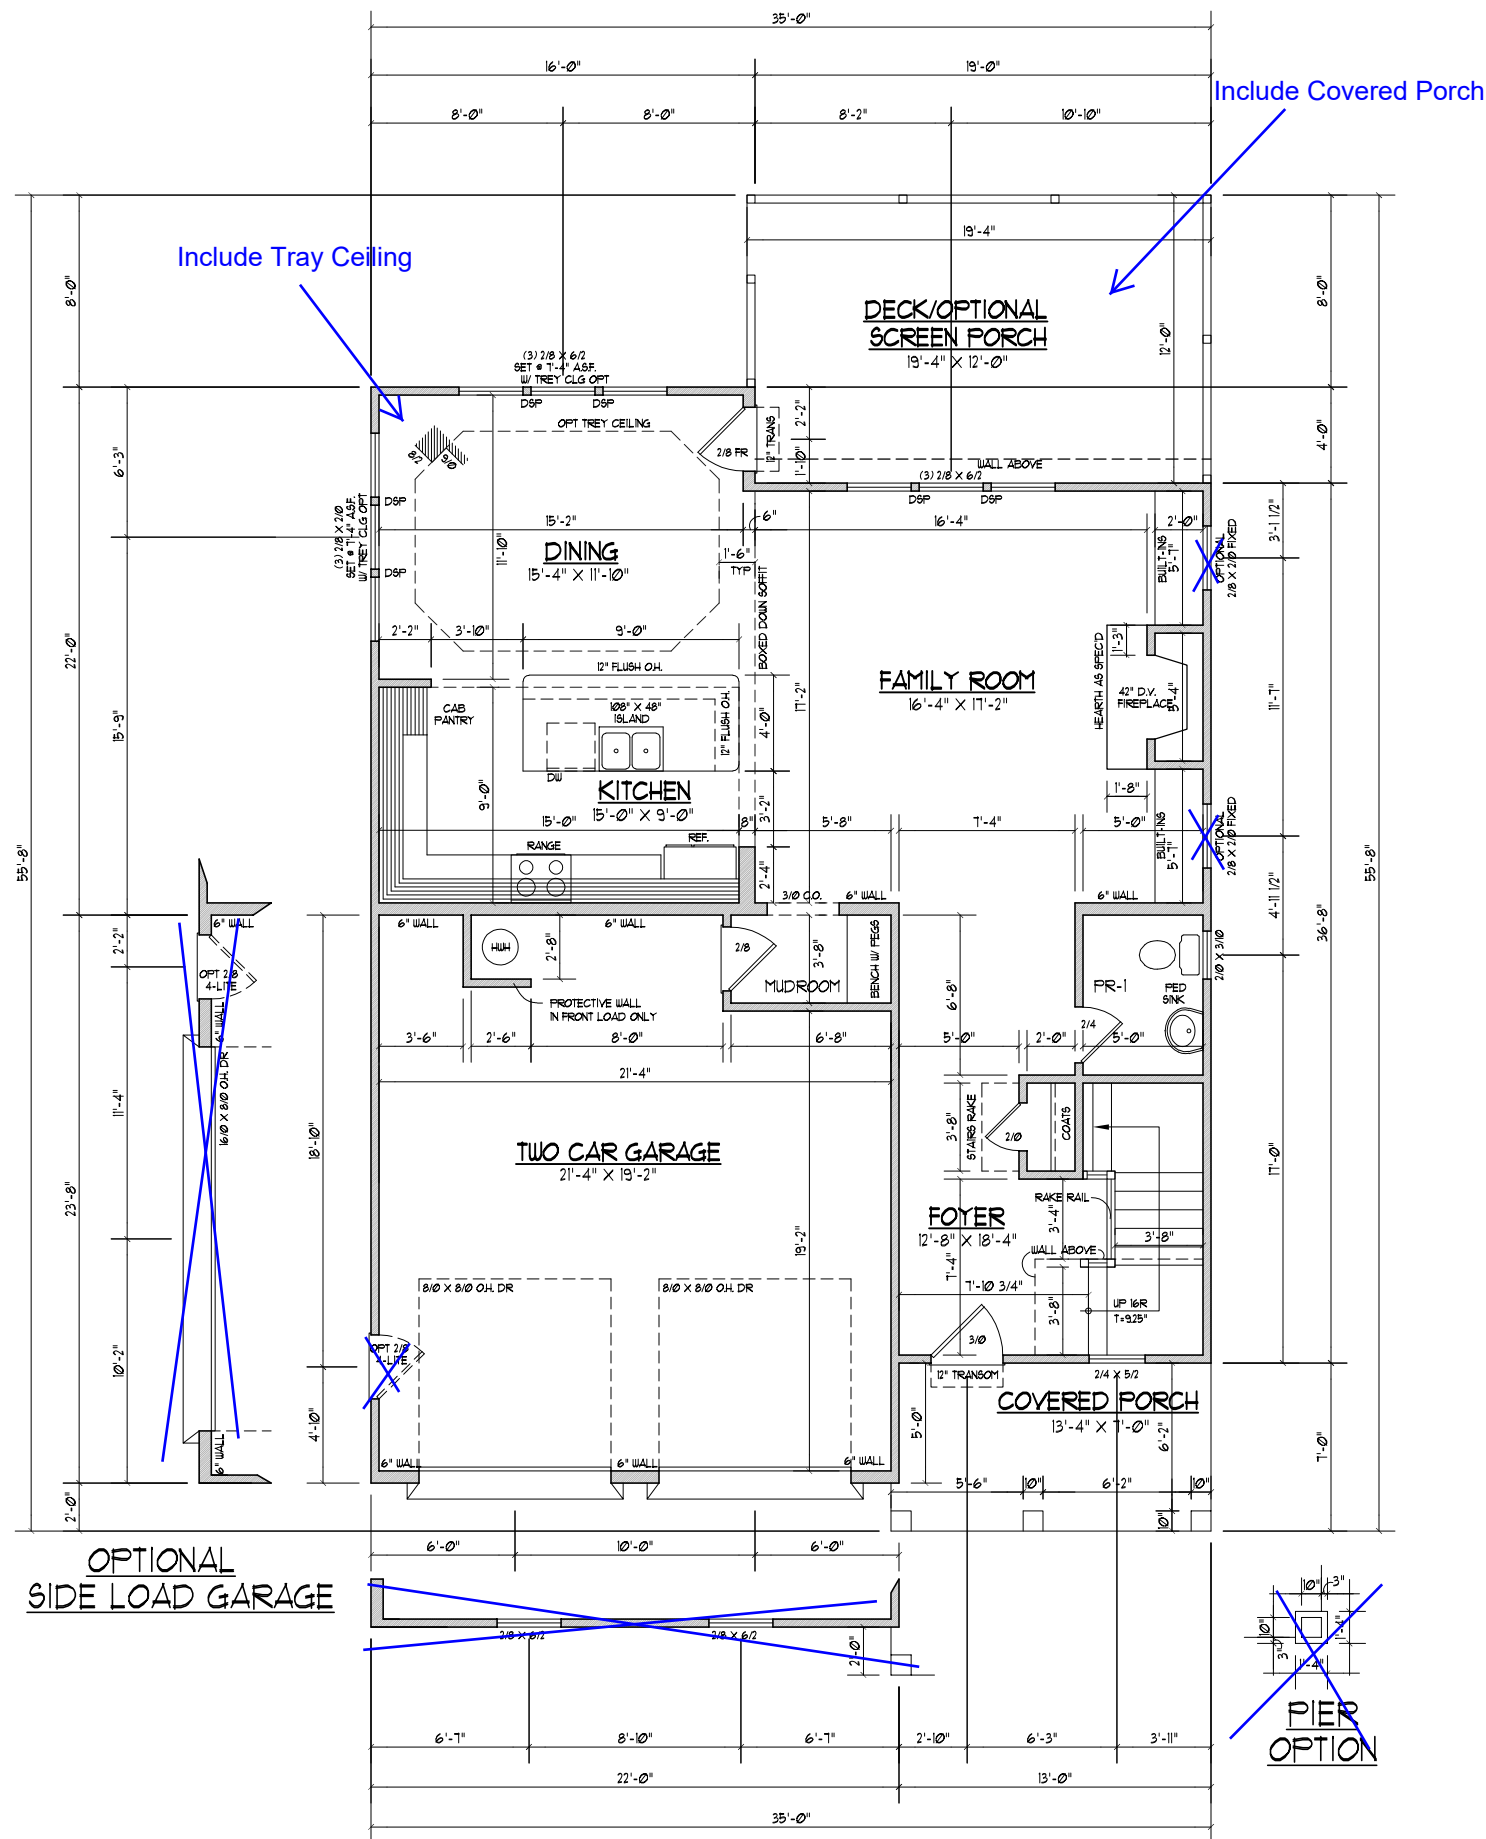 35'-0"
16'-0"
19'-0"
Include Covered Porch
8'-0"
8'-0"
8'-2"
10'-10"
19'-4"
Include Tray Ceiling
8'-0"
8'-0"
DECK/OPTIONAL
SCREEN PORCH
19'-4" X 12'-0"
12'-0"
(3) 2/8 X 6/2
SET @ 7'-4" A.S.F.
W/ TREY CLG OPT
DSP
DSP
OPT TREY CEILING
8/2
9/0
2/8 FR
12" TRANS
2'-2"
1'-10"
4'-0"
WALL ABOVE
(3) 2/8 X 6/2
DSP
DSP
6'-3"
DSP
DSP
(3) 2/8 X 2/0
SET @ 7'-4" A.S.F.
W/ TREY CLG OPT
15'-2"
6"
16'-4"
2'-0"
3'-1 1/2"
11'-10"
DINING
15'-4" X 11'-10"
1'-6"
TYP
BOXED DOWN SOFFIT
BUILT-INS
5'-7"
OPTIONAL
2/8 X 2/0 FIXED
2'-2"
3'-10"
9'-0"
22'-0"
12" FLUSH O.H.
17'-2"
FAMILY ROOM
16'-4" X 17'-2"
HEARTH AS SPEC'D
1'-3"
42" D.V.
FIREPLACE
5'-4"
11'-7"
CAB
PANTRY
108" X 48"
ISLAND
12" FLUSH O.H.
4'-0"
15'-9"
DW
KITCHEN
15'-0" X 9'-0"
9'-0"
3'-2"
1'-8"
15'-0"
8"
5'-8"
7'-4"
5'-0"
BUILT-INS
5'-7"
OPTIONAL
2/8 X 2/0 FIXED
RANGE
REF.
2'-4"
55'-8"
55'-8"
36'-8"
4'-11 1/2"
3/0 C.O.
6" WALL
6" WALL
6" WALL
6" WALL
6" WALL
2'-2"
OPT 2/8
4-LITE
6" WALL
HWH
2'-8"
2/8
3'-8"
MUDROOM
BENCH W/ PEGS
PR-1
PED
SINK
2/0 X 3/0
PROTECTIVE WALL
IN FRONT LOAD ONLY
6'-8"
2/4
3'-6"
2'-6"
8'-0"
6'-8"
5'-0"
2'-0"
5'-0"
21'-4"
16/0 X 8/0 O.H. DR
11'-4"
18'-10"
TWO CAR GARAGE
21'-4" X 19'-2"
3'-8"
STAIRS RAKE
2/0
COATS
17'-0"
23'-8"
FOYER
12'-8" X 18'-4"
RAKE RAIL
3'-4"
3'-8"
WALL ABOVE
19'-2"
7'-4"
7'-10 3/4"
8/0 X 8/0 O.H. DR
8/0 X 8/0 O.H. DR
3'-8"
UP 16R
T=9.25"
3/0
10'-2"
OPT 2/8
4-LITE
12" TRANSOM
2/4 X 5/2
COVERED PORCH
13'-4" X 7'-0"
4'-10"
5'-0"
6'-2"
7'-0"
6" WALL
6" WALL
6" WALL
6" WALL
5'-6"
10"
6'-2"
10"
10"
2'-0"
6'-0"
10'-0"
6'-0"
OPTIONAL
SIDE LOAD GARAGE
2/8 X 6/2
2/8 X 6/2
2'-0"
10"
3"
10"
3"
1'-4"
1'-4"
PIER
OPTION
6'-7"
8'-10"
6'-7"
2'-10"
6'-3"
3'-11"
22'-0"
13'-0"
35'-0"